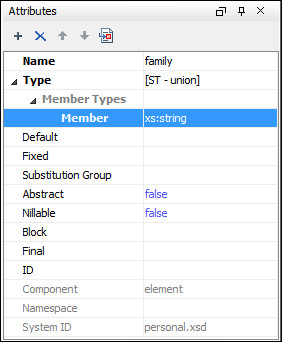 Attributes
Name family
Type [ST - union]
Member Types
Member xs:string
Default
Fixed
Substitution Group
Abstract false
Nillable false
Block
Final
ID
Component element
Namespace
System ID personal.xsd